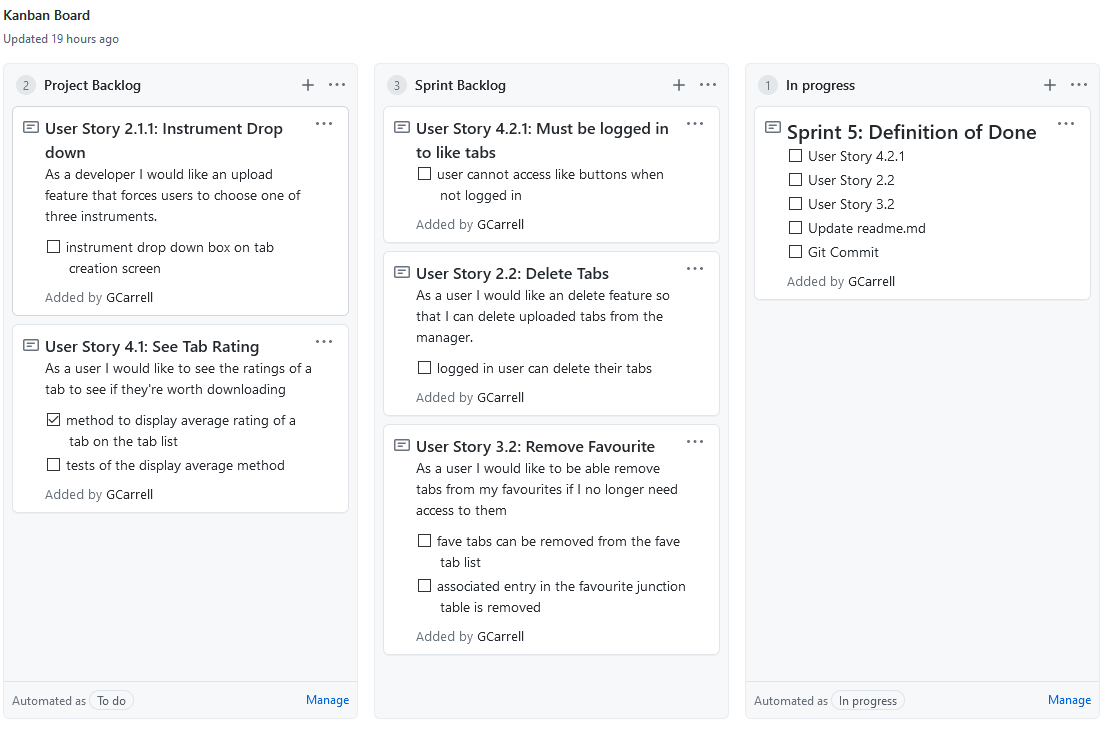 Kanban Board
Updated 19 hours ago
2 Project Backlog
User Story 2.1.1: Instrument Drop
down
As a developer I would like an upload
feature that forces users to choose one of
three instruments.
instrument drop down box on tab
creation screen
Added by GCarrell
User Story 4.1: See Tab Rating
As a user I would like to see the ratings of a
tab to see if they're worth downloading
method to display average rating of a
tab on the tab list
tests of the display average method
Added by GCarrell
Automated as To do Manage
3 Sprint Backlog
User Story 4.2.1: Must be logged in
to like tabs
user cannot access like buttons when
not logged in
Added by GCarrell
User Story 2.2: Delete Tabs
As a user I would like an delete feature so
that I can delete uploaded tabs from the
manager.
logged in user can delete their tabs
Added by GCarrell
User Story 3.2: Remove Favourite
As a user I would like to be able remove
tabs from my favourites if I no longer need
access to them
fave tabs can be removed from the fave
tab list
associated entry in the favourite junction
table is removed
Added by GCarrell
1 In progress
Sprint 5: Definition of Done
User Story 4.2.1
User Story 2.2
User Story 3.2
Update readme.md
Git Commit
Added by GCarrell
Automated as In progress Manage